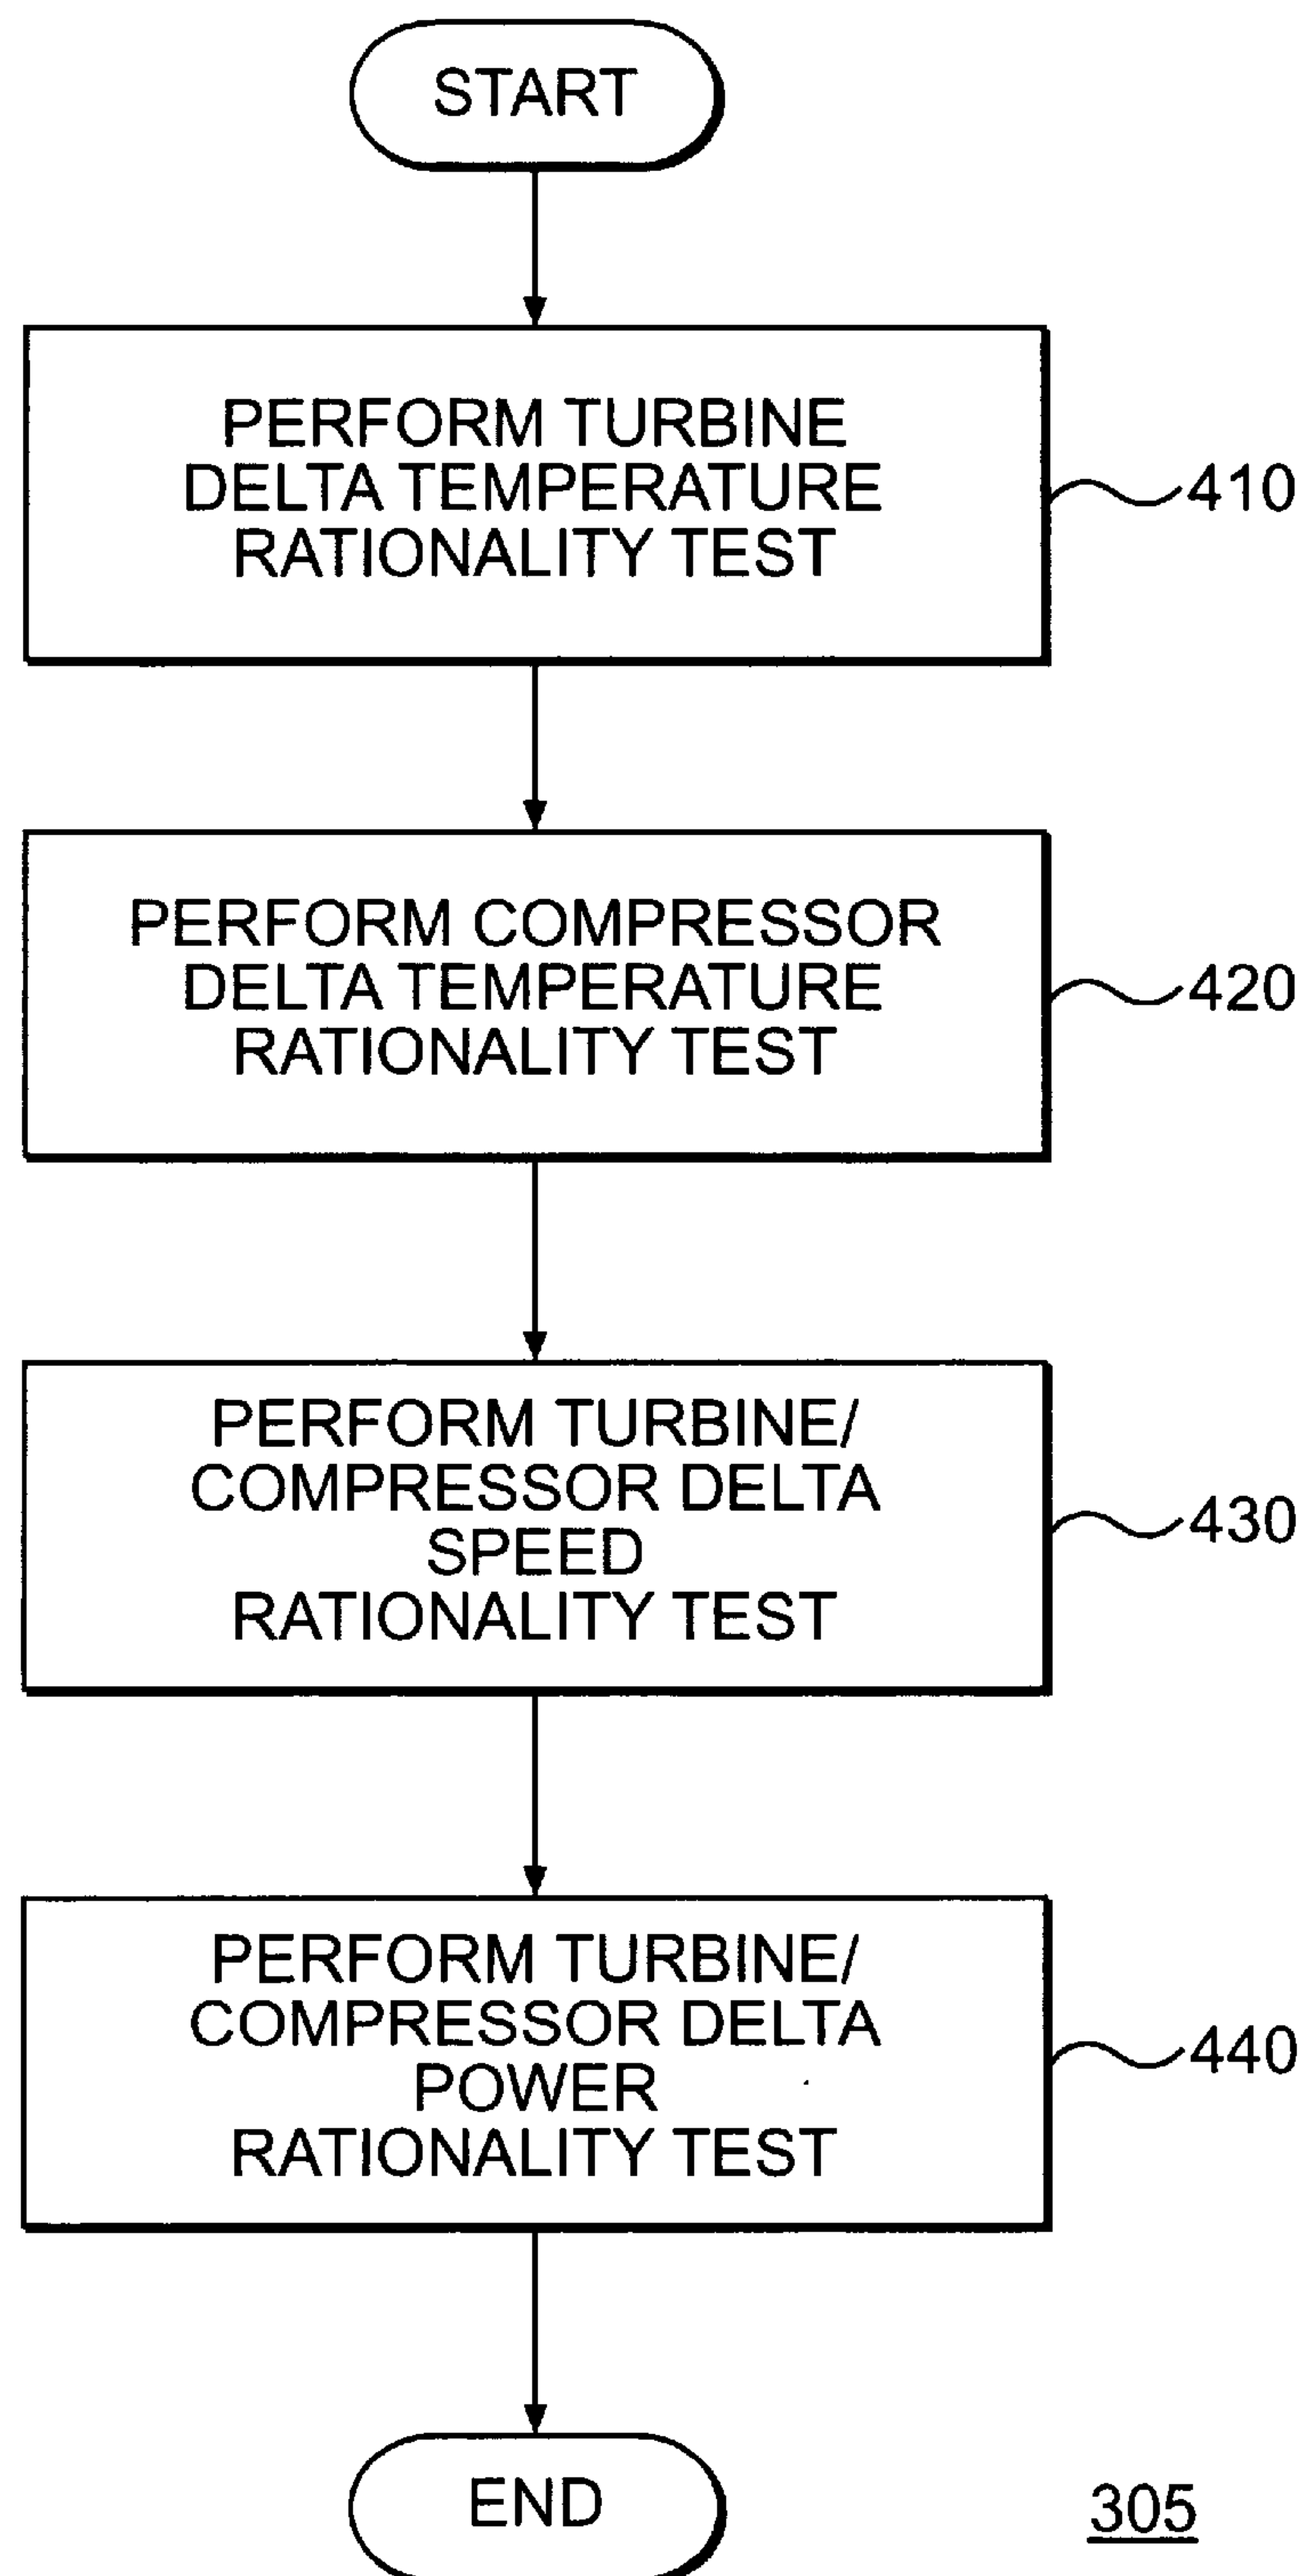 START
PERFORM TURBINE
DELTA TEMPERATURE
RATIONALITY TEST
410
PERFORM COMPRESSOR
DELTA TEMPERATURE
RATIONALITY TEST
420
PERFORM TURBINE/
COMPRESSOR DELTA
SPEED
RATIONALITY TEST
430
PERFORM TURBINE/
COMPRESSOR DELTA
POWER
RATIONALITY TEST
440
END
305